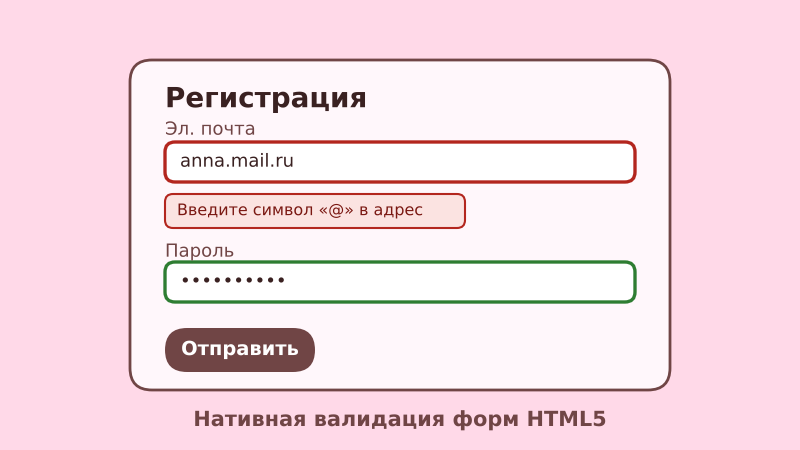 Регистрация
Эл. почта
anna.mail.ru
Введите символ «@» в адрес
Пароль
••••••••••
Отправить
Нативная валидация форм HTML5